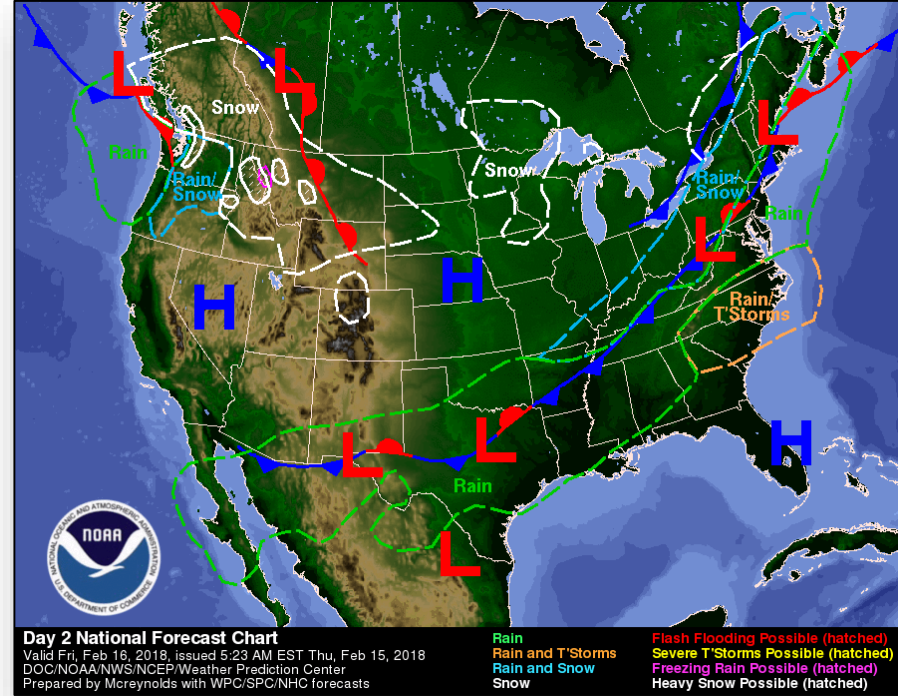 L
L
Snow
Rain
Rain/
Snow
Snow
L
Rain/
Snow
Rain
L
H
H
Rain/
T'Storms
L
L
H
Rain
L
NATIONAL OCEANIC AND ATMOSPHERIC ADMINISTRATION
NOAA
U.S. DEPARTMENT OF COMMERCE
Day 2 National Forecast Chart
Valid Fri, Feb 16, 2018, issued 5:23 AM EST Thu, Feb 15, 2018
DOC/NOAA/NWS/NCEP/Weather Prediction Center
Prepared by Mcreynolds with WPC/SPC/NHC forecasts
Rain
Rain and T'Storms
Rain and Snow
Snow
Flash Flooding Possible (hatched)
Severe T'Storms Possible (hatched)
Freezing Rain Possible (hatched)
Heavy Snow Possible (hatched)